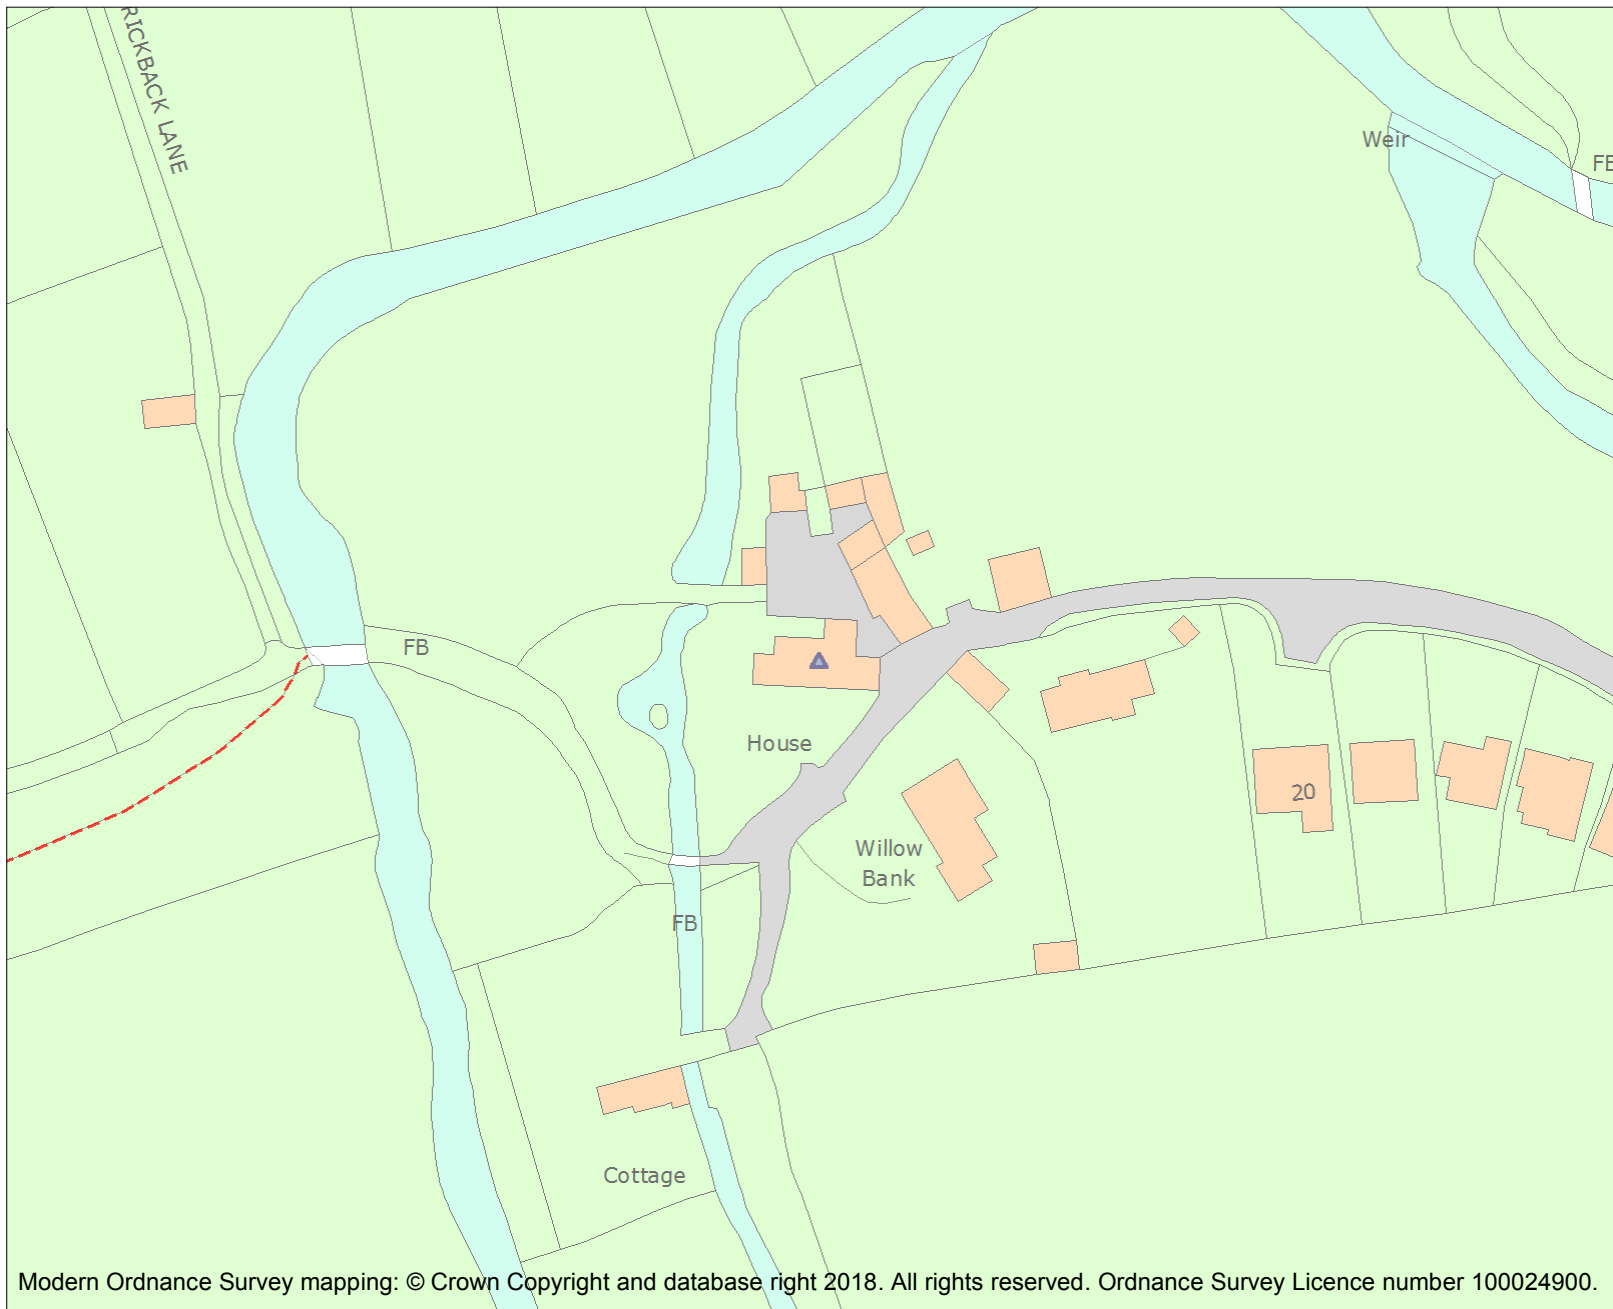 RICKBACK LANE
Weir
FB
FB
House
20
Willow
Bank
FB
Cottage
Modern Ordnance Survey mapping: © Crown Copyright and database right 2018. All rights reserved. Ordnance Survey Licence number 100024900.